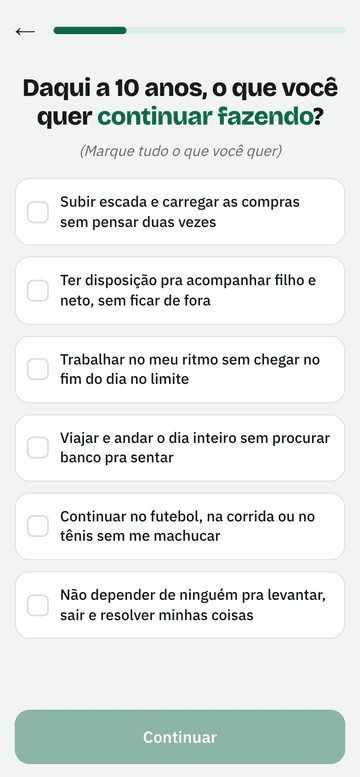 Daqui a 10 anos, o que você
quer continuar fazendo?
(Marque tudo o que você quer)
Subir escada e carregar as compras
sem pensar duas vezes
Ter disposição pra acompanhar filho e
neto, sem ficar de fora
Trabalhar no meu ritmo sem chegar no
fim do dia no limite
Viajar e andar o dia inteiro sem procurar
banco pra sentar
Continuar no futebol, na corrida ou no
tênis sem me machucar
Não depender de ninguém pra levantar,
sair e resolver minhas coisas
Continuar